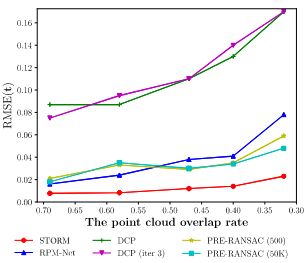 0.16
0.14
0.12
0.10
0.08
0.06
0.04
0.02
0.00
RMSE(t)
0.70 0.65 0.60 0.55 0.50 0.45 0.40 0.35 0.30
The point cloud overlap rate
STORM DCP PRE-RANSAC (500)
RPM-Net DCP (iter 3) PRE-RANSAC (50K)